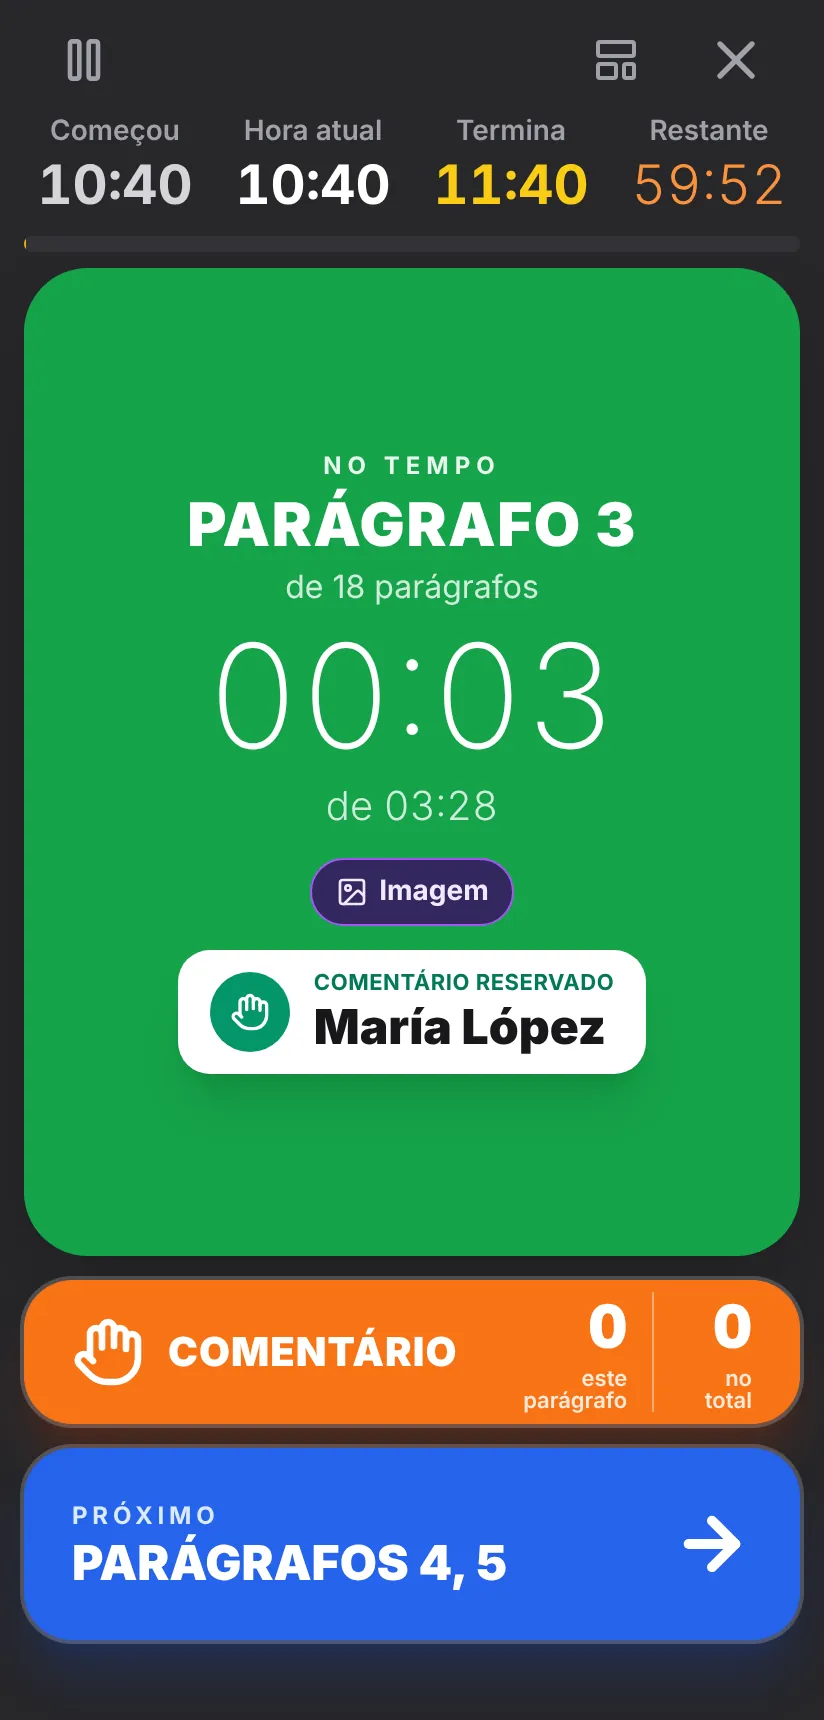 Começou Hora atual Termina Restante
10:40 10:40 11:40 59:52
NO TEMPO
PARÁGRAFO 3
de 18 parágrafos
00:03
de 03:28
Imagem
COMENTÁRIO RESERVADO
María López
COMENTÁRIO
0 0
este no
parágrafo total
PRÓXIMO
PARÁGRAFOS 4, 5